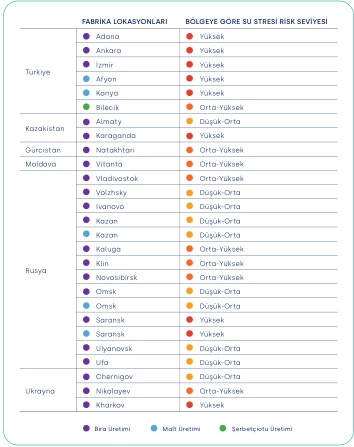 FABRİKA LOKASYONLARI BÖLGEYE GÖRE SU STRESİ RİSK SEVİYESİ
Türkiye
Adana Yüksek
Ankara Yüksek
İzmir Yüksek
Afyon Yüksek
Konya Yüksek
Bilecik Orta-Yüksek
Kazakistan
Almaty Düşük-Orta
Karaganda Yüksek
Gürcistan Natakhtari Orta-Yüksek
Moldova Vitanta Orta-Yüksek
Rusya
Vladivostok Orta-Yüksek
Volzhsky Düşük-Orta
Ivanovo Düşük-Orta
Kazan Düşük-Orta
Kazan Düşük-Orta
Kaluga Orta-Yüksek
Klin Orta-Yüksek
Novosibirsk Orta-Yüksek
Omsk Düşük-Orta
Omsk Düşük-Orta
Saransk Yüksek
Saransk Yüksek
Ulyanovsk Düşük-Orta
Ufa Düşük-Orta
Ukrayna
Chernigov Düşük-Orta
Nikolayev Orta-Yüksek
Kharkov Yüksek
Bira Üretimi Malt Üretimi Şerbetçiotu Üretimi